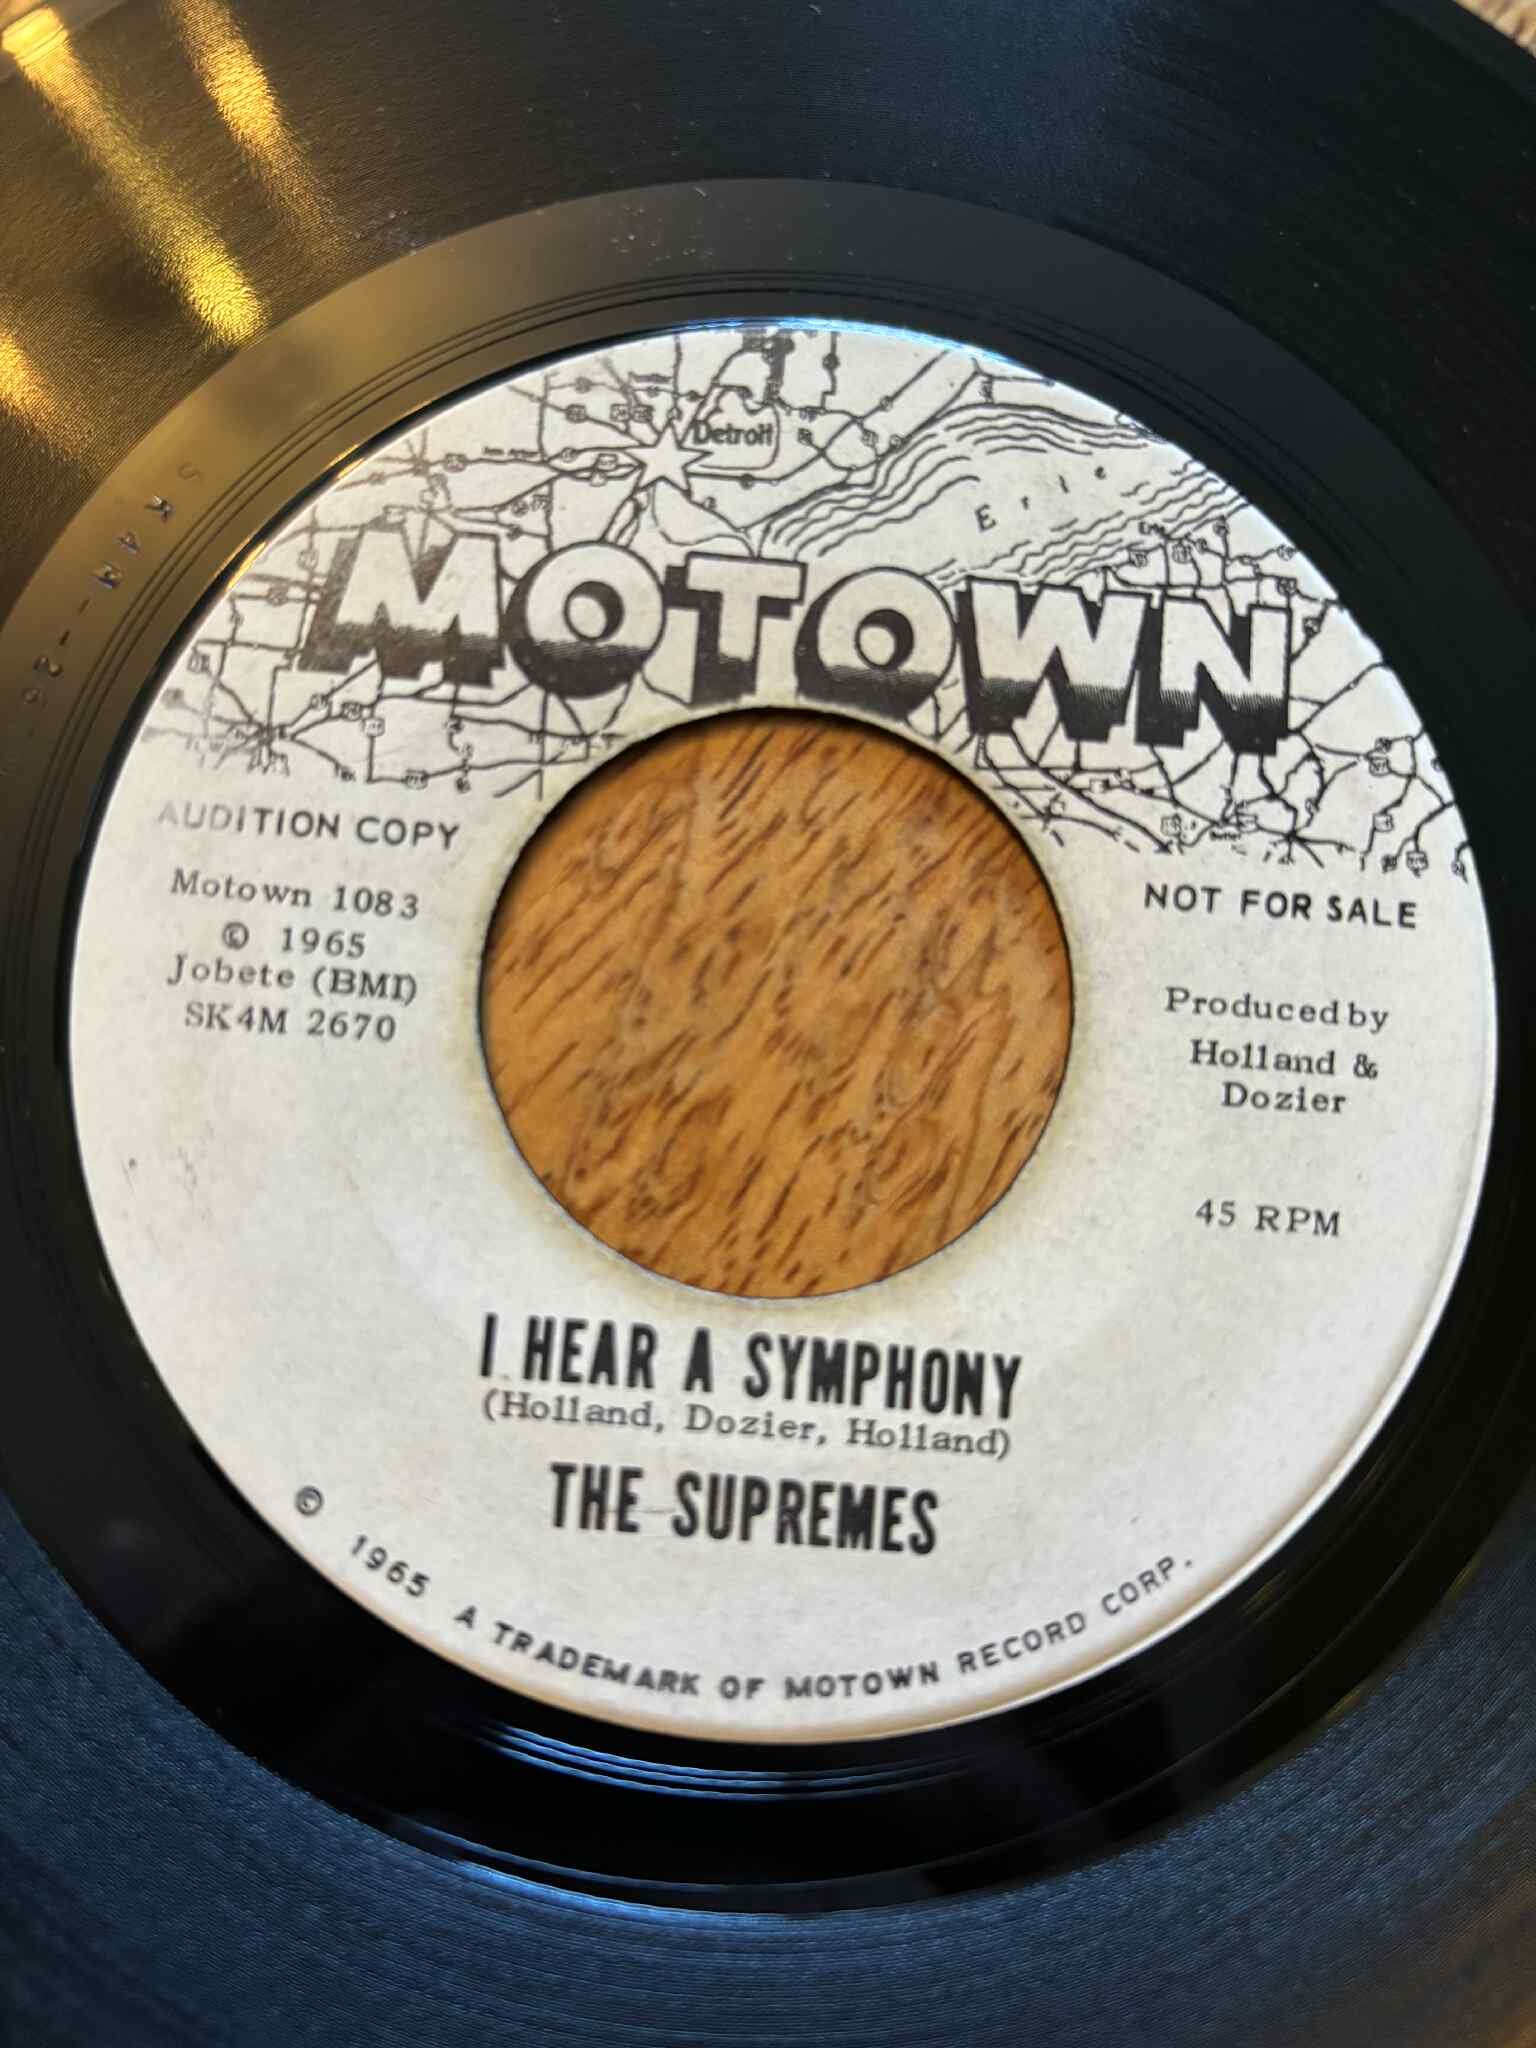 Detroit
Erie
MOTOWN
AUDITION COPY
Motown 1083
© 1965
Jobete (BMI)
SK4M 2670
NOT FOR SALE
Produced by
Holland &
Dozier
45 RPM
I HEAR A SYMPHONY
(Holland, Dozier, Holland)
THE SUPREMES
© 1965 A TRADEMARK OF MOTOWN RECORD CORP.